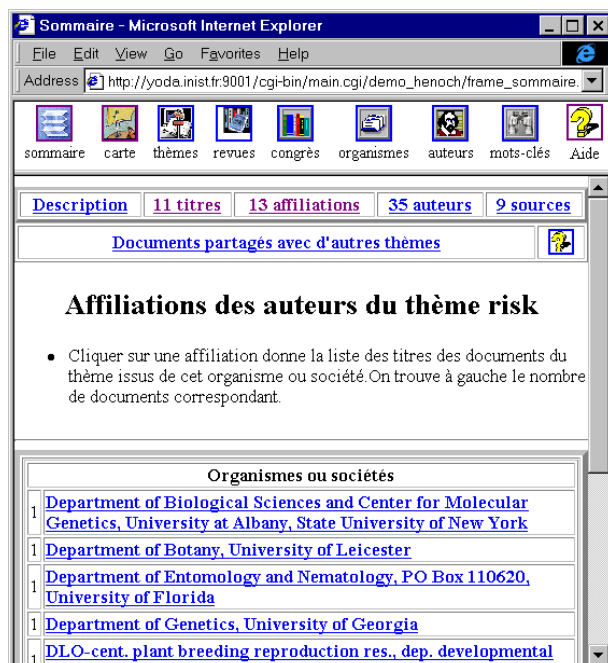 Sommaire - Microsoft Internet Explorer
File Edit View Go Favorites Help
Address http://yoda.inist.fr:9001/cgi-bin/main.cgi/demo_henoch/frame_sommaire.
sommaire carte thèmes revues congrès organismes auteurs mots-clés Aide
Description 11 titres 13 affiliations 35 auteurs 9 sources
Documents partagés avec d'autres thèmes
Affiliations des auteurs du thème risk
Cliquer sur une affiliation donne la liste des titres des documents du
thème issus de cet organisme ou société.On trouve à gauche le nombre
de documents correspondant.
Organismes ou sociétés
1 Department of Biological Sciences and Center for Molecular
Genetics, University at Albany, State University of New York
1 Department of Botany, University of Leicester
1 Department of Entomology and Nematology, PO Box 110620,
University of Florida
1 Department of Genetics, University of Georgia
1 DLO-cent. plant breeding reproduction res., dep. developmental